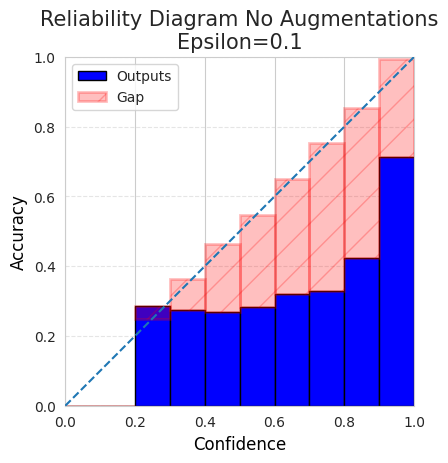 Reliability Diagram No Augmentations
Epsilon=0.1
1.0
0.8
0.6
0.4
0.2
0.0
Accuracy
Outputs
Gap
0.0 0.2 0.4 0.6 0.8 1.0
Confidence